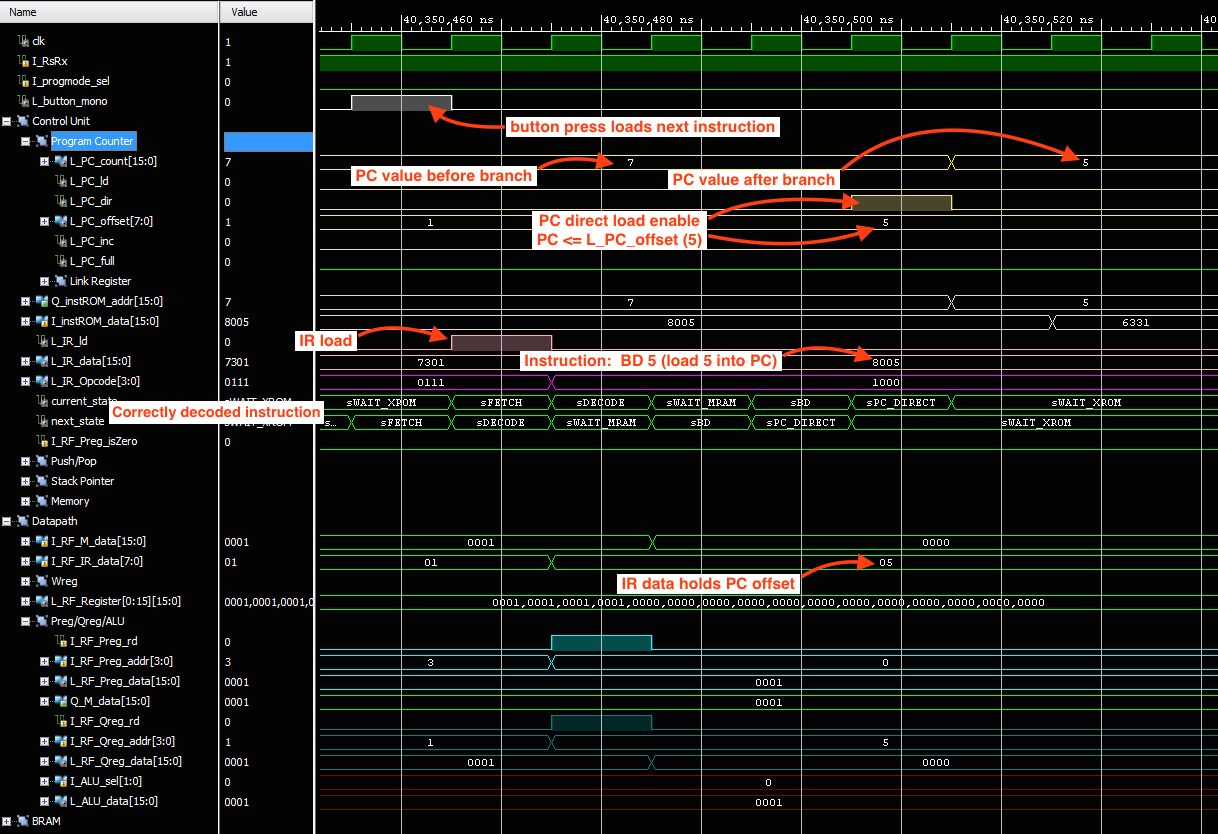 Name Value 40,350,460 ns 40,350,480 ns 40,350,500 ns 40,350,520 ns 40
clk 1
I_RsRx 1
I_progmode_sel 0
L_button_mono 0
Control Unit button press loads next instruction
Program Counter
L_PC_count[15:0] 7 7 5
PC value before branch PC value after branch
L_PC_ld 0
L_PC_dir 0
L_PC_offset[7:0] 1 1 PC direct load enable 5
PC <= L_PC_offset (5)
L_PC_inc 0
L_PC_full 0
Link Register
Q_instROM_addr[15:0] 7 7 5
I_instROM_data[15:0] 8005 8005 6331
L_IR_ld 0 IR load
L_IR_data[15:0] 7301 7301 Instruction: BD 5 (load 5 into PC) 8005
L_IR_Opcode[3:0] 0111 0111 1000
current_state sWAIT_XROM sFETCH sDECODE sWAIT_MRAM sBD sPC_DIRECT sWAIT_XROM
Correctly decoded instruction
next_state sWAIT_XROM s... sFETCH sDECODE sWAIT_MRAM sBD sPC_DIRECT sWAIT_XROM
I_RF_Preg_isZero 0
Push/Pop
Stack Pointer
Memory
Datapath
I_RF_M_data[15:0] 0001 0001 0000
I_RF_IR_data[7:0] 01 01 05
Wreg IR data holds PC offset
L_RF_Register[0:15][15:0] 0001,0001,0001,0 0001,0001,0001,0001,0000,0000,0000,0000,0000,0000,0000,0000,0000,0000,0000,0000
Preg/Qreg/ALU
I_RF_Preg_rd 0
I_RF_Preg_addr[3:0] 3 3 0
L_RF_Preg_data[15:0] 0001 0001
Q_M_data[15:0] 0001 0001
I_RF_Qreg_rd 0
I_RF_Qreg_addr[3:0] 1 1 5
L_RF_Qreg_data[15:0] 0001 0001 0000
I_ALU_sel[1:0] 0 0
L_ALU_data[15:0] 0001 0001
BRAM